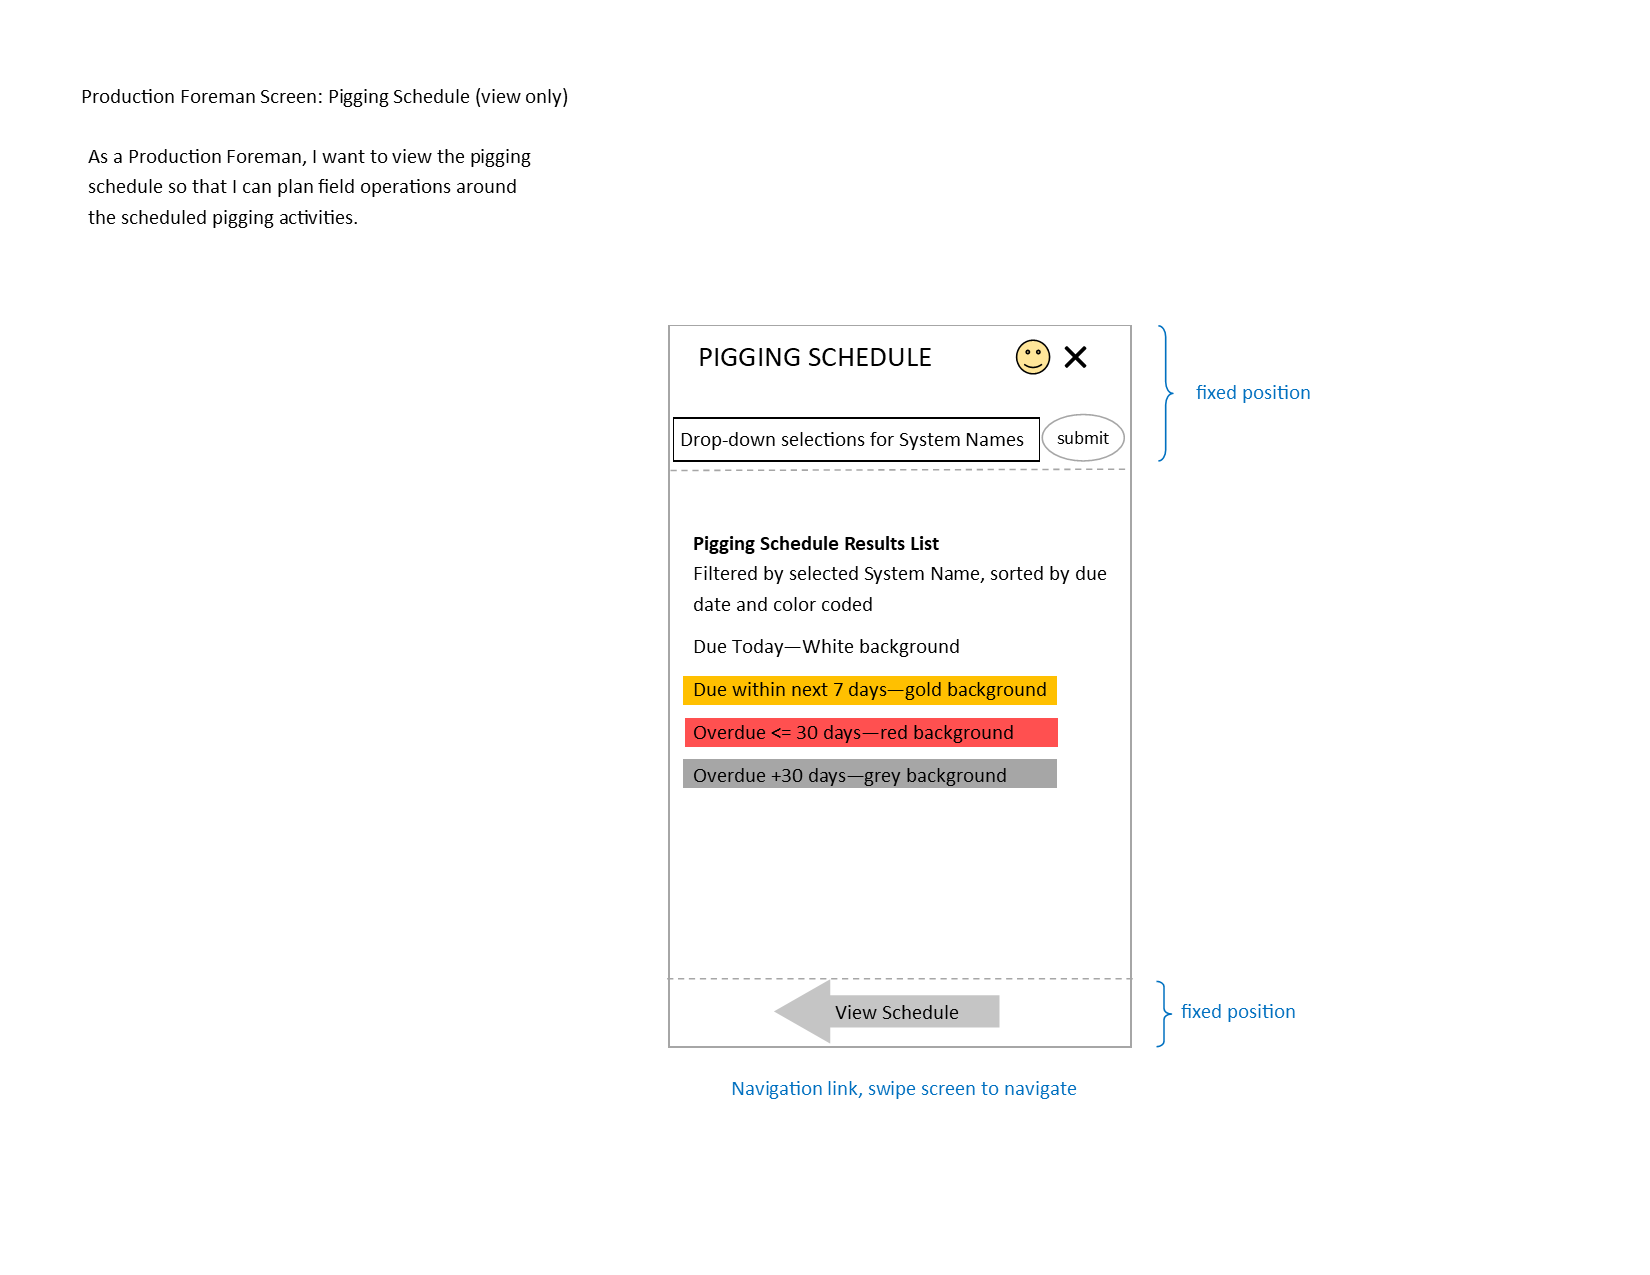 Production Foreman Screen: Pigging Schedule (view only)
As a Production Foreman, I want to view the pigging
schedule so that I can plan field operations around
the scheduled pigging activities.
PIGGING SCHEDULE
fixed position
Drop-down selections for System Names
submit
Pigging Schedule Results List
Filtered by selected System Name, sorted by due
date and color coded
Due Today—White background
Due within next 7 days—gold background
Overdue <= 30 days—red background
Overdue +30 days—grey background
View Schedule
fixed position
Navigation link, swipe screen to navigate